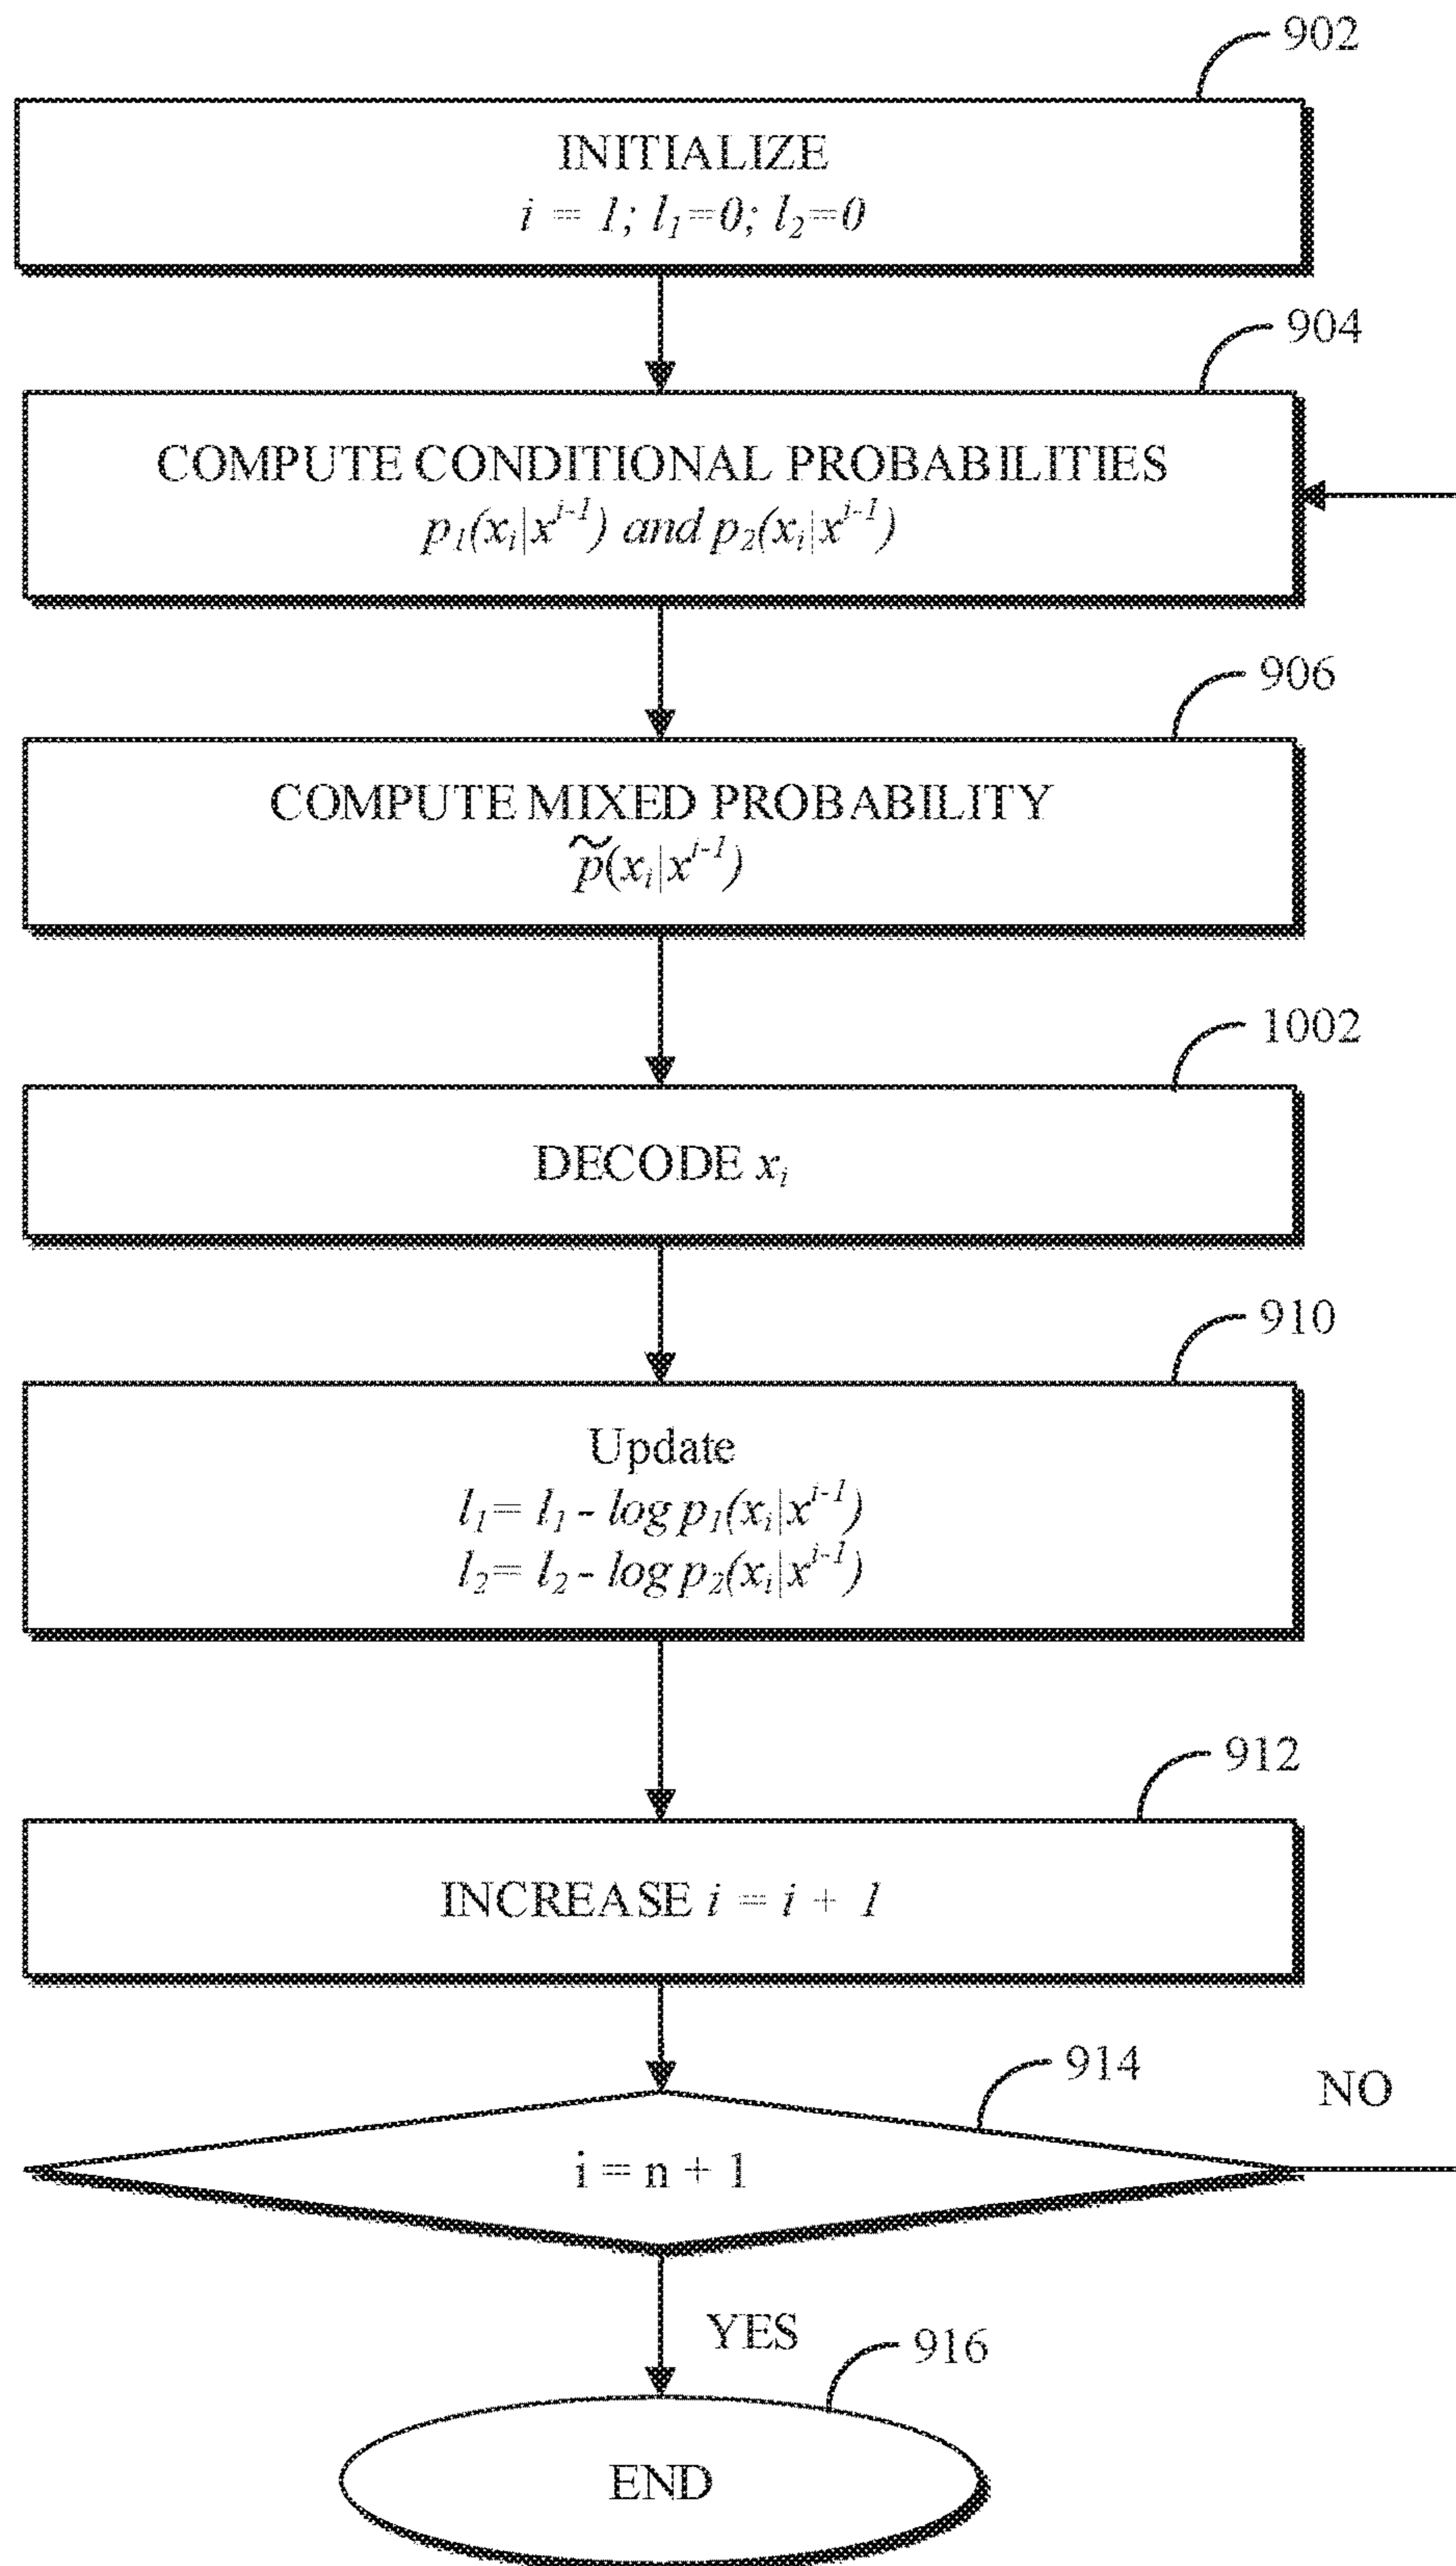 902
INITIALIZE
i = 1; l₁=0; l₂=0
904
COMPUTE CONDITIONAL PROBABILITIES
p₁(xᵢ|xⁱ⁻¹) and p₂(xᵢ|xⁱ⁻¹)
906
COMPUTE MIXED PROBABILITY
p̃(xᵢ|xⁱ⁻¹)
1002
DECODE xᵢ
910
Update
l₁= l₁ - log p₁(xᵢ|xⁱ⁻¹)
l₂= l₂ - log p₂(xᵢ|xⁱ⁻¹)
912
INCREASE i = i + 1
914
NO
i = n + 1
YES
916
END